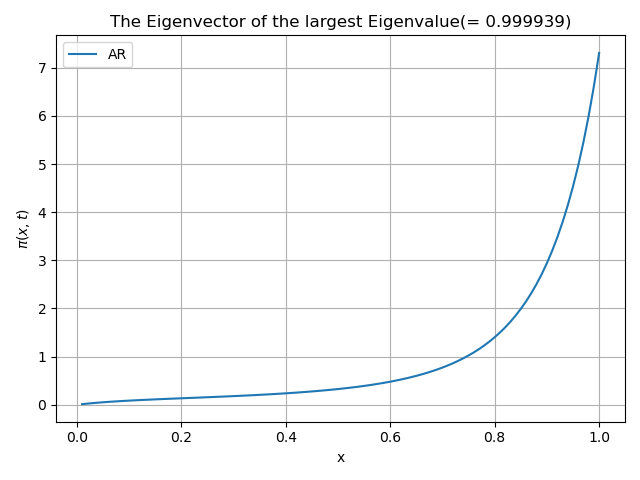 The Eigenvector of the largest Eigenvalue(= 0.999939)
AR
7
6
5
4
3
2
1
0
π(x, t)
0.0 0.2 0.4 0.6 0.8 1.0
x